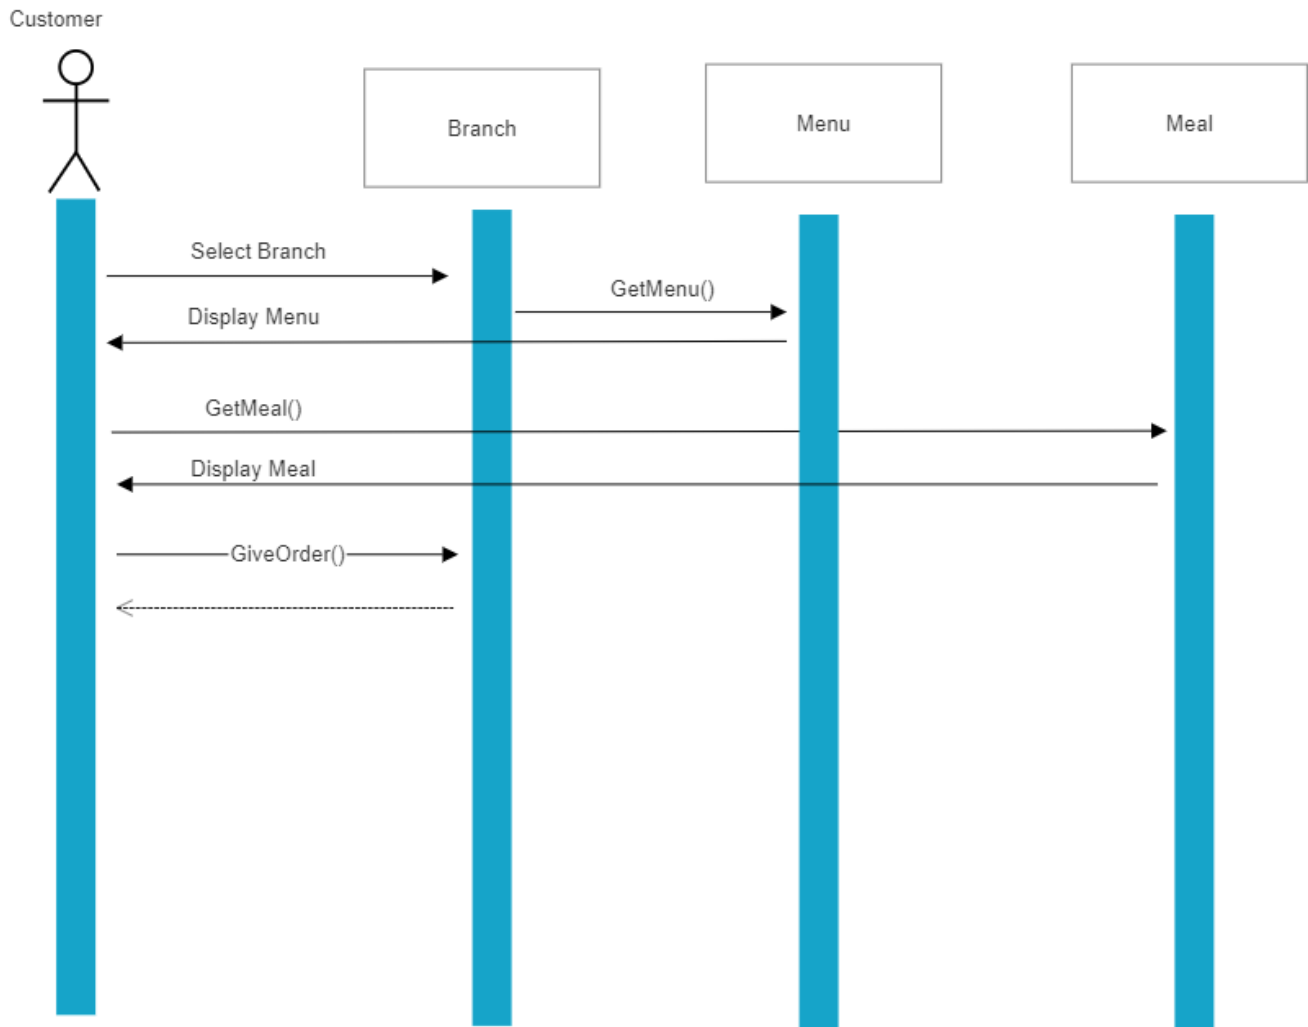 Customer
Branch
Menu
Meal
Select Branch
GetMenu()
Display Menu
GetMeal()
Display Meal
GiveOrder()